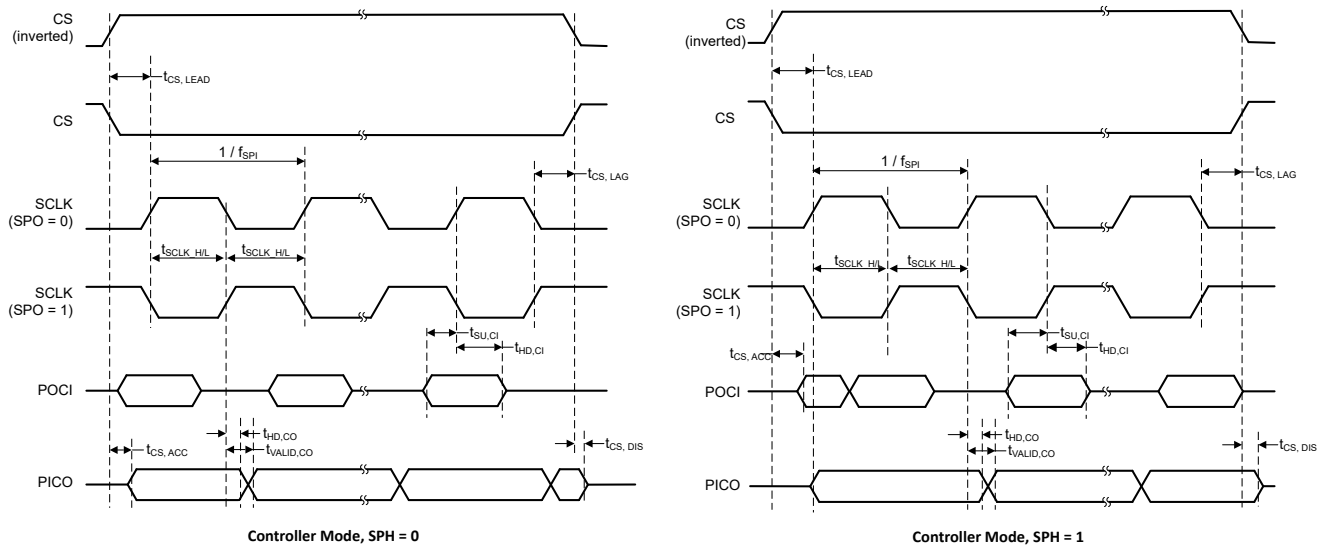 CS
(inverted)
tCS, LEAD
CS
1 / fSPI
tCS, LAG
SCLK
(SPO = 0)
tSCLK_H/L
tSCLK_H/L
SCLK
(SPO = 1)
tSU,CI
tHD,CI
POCI
tHD,CO
tCS, ACC
tVALID,CO
tCS, DIS
PICO
Controller Mode, SPH = 0
CS
(inverted)
tCS, LEAD
CS
1 / fSPI
tCS, LAG
SCLK
(SPO = 0)
tSCLK_H/L
tSCLK_H/L
SCLK
(SPO = 1)
tSU,CI
tCS, ACC
tHD,CI
POCI
tHD,CO
tVALID,CO
tCS, DIS
PICO
Controller Mode, SPH = 1